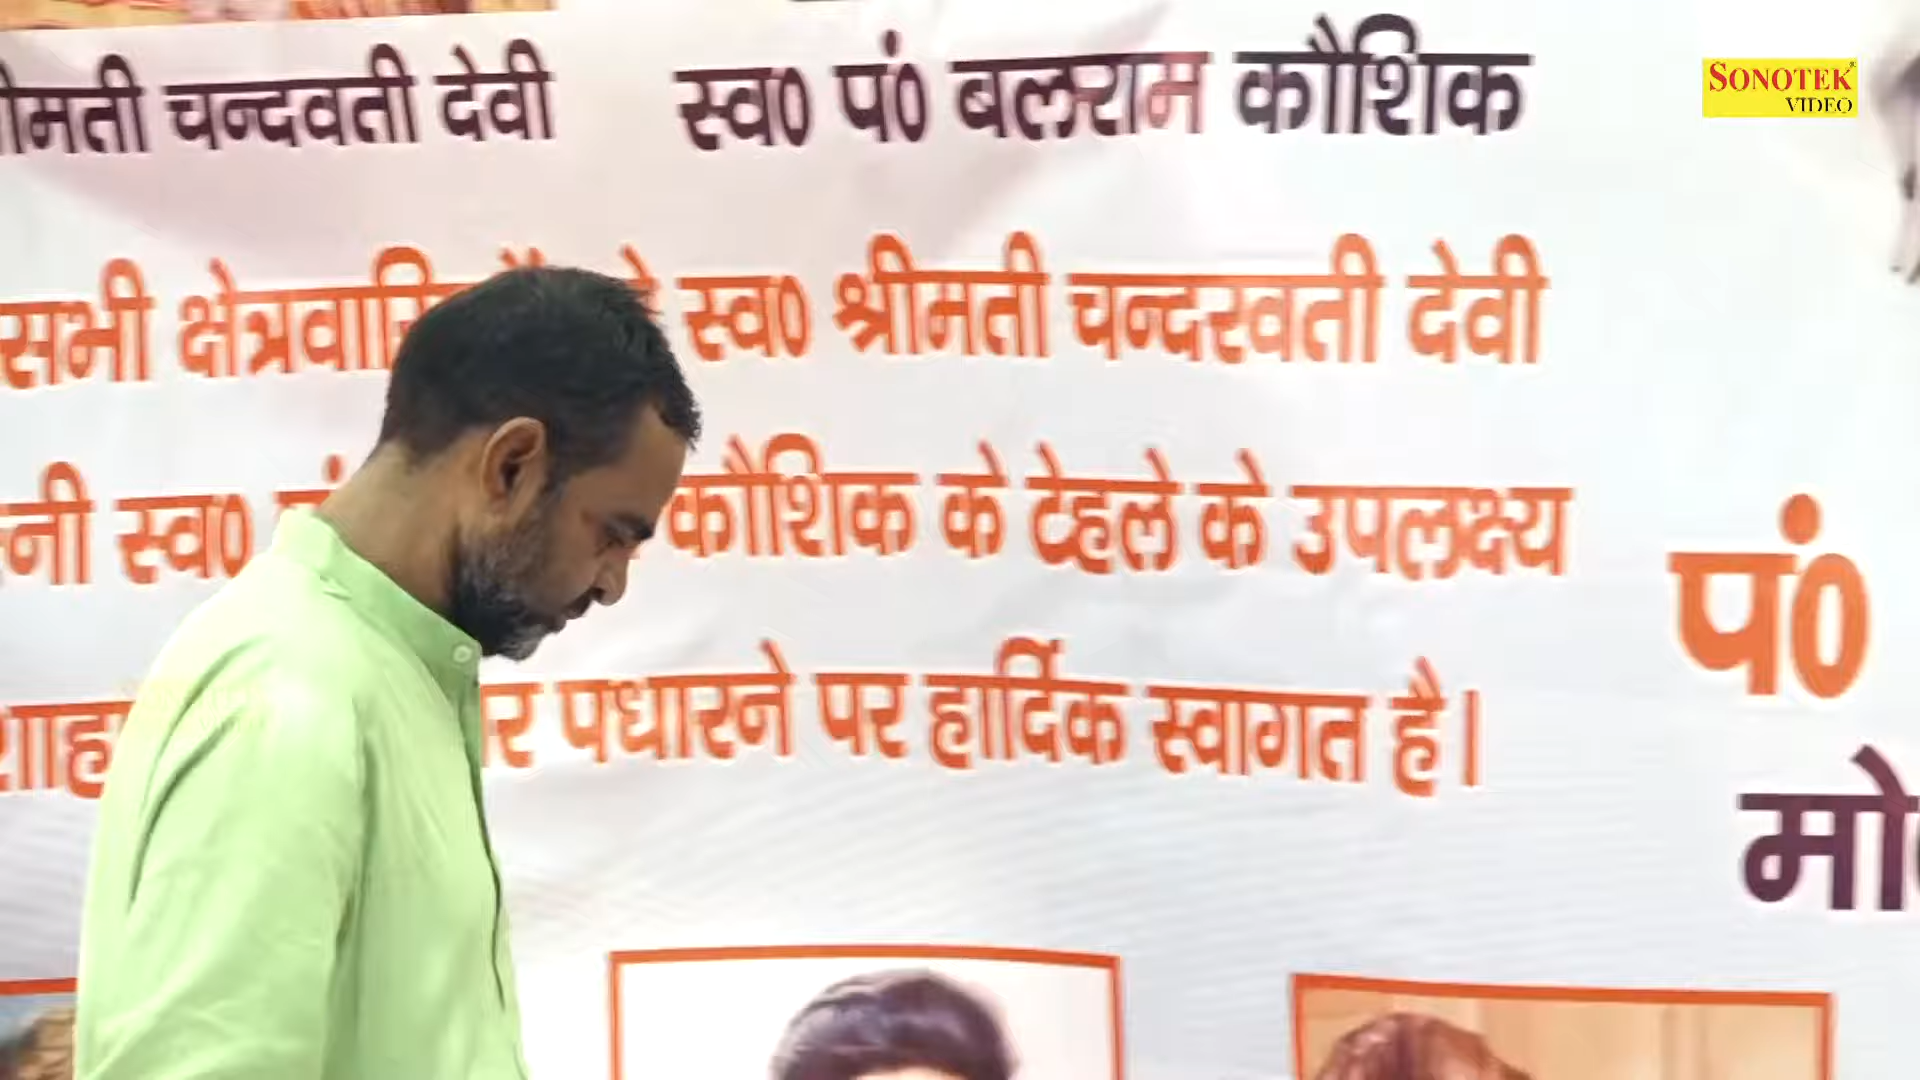 श्रीमती चन्दवती देवी स्व० पं० बलराम कौशिक
SONOTEK
VIDEO
सभी क्षेत्रवासियों स्व० श्रीमती चन्दरवती देवी
स्व० कौशिक के टेहले के उपलक्ष्य
पं०
पर पधारने पर हार्दिक स्वागत है।